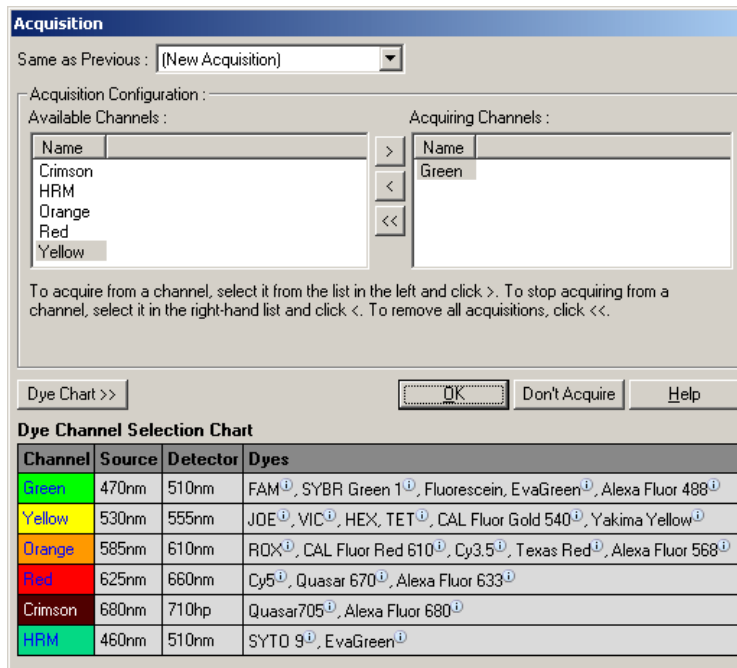 Acquisition
Same as Previous : (New Acquisition)
Acquisition Configuration :
Available Channels :
Acquiring Channels :
Name
Crimson
HRM
Orange
Red
Yellow
>
<
<<
Name
Green
To acquire from a channel, select it from the list in the left and click >. To stop acquiring from a
channel, select it in the right-hand list and click <. To remove all acquisitions, click <<.
Dye Chart >> OK Don't Acquire Help
Dye Channel Selection Chart
Channel Source Detector Dyes
Green 470nm 510nm FAM, SYBR Green 1, Fluorescein, EvaGreen, Alexa Fluor 488
Yellow 530nm 555nm JOE, VIC, HEX, TET, CAL Fluor Gold 540, Yakima Yellow
Orange 585nm 610nm ROX, CAL Fluor Red 610, Cy3.5, Texas Red, Alexa Fluor 568
Red 625nm 660nm Cy5, Quasar 670, Alexa Fluor 633
Crimson 680nm 710hp Quasar705, Alexa Fluor 680
HRM 460nm 510nm SYTO 9, EvaGreen